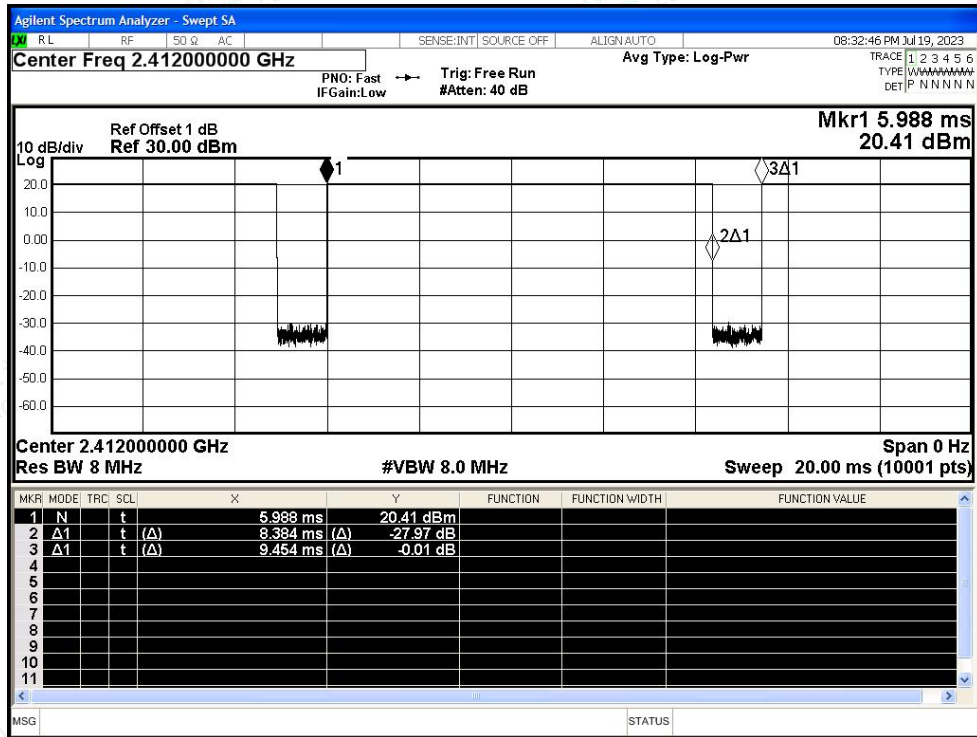 Agilent Spectrum Analyzer - Swept SA
LXI RL RF 50 Ω AC SENSE:INT SOURCE OFF ALIGN AUTO 08:32:46 PM Jul 19, 2023
Center Freq 2.412000000 GHz Avg Type: Log-Pwr TRACE 1 2 3 4 5 6
PNO: Fast Trig: Free Run TYPE WWWWWW
IFGain:Low #Atten: 40 dB DET P N N N N N
Mkr1 5.988 ms
Ref Offset 1 dB
10 dB/div Ref 30.00 dBm 20.41 dBm
Log
1 3Δ1
20.0
10.0
0.00
2Δ1
-10.0
-20.0
-30.0
-40.0
-50.0
-60.0
Center 2.412000000 GHz Span 0 Hz
Res BW 8 MHz #VBW 8.0 MHz Sweep 20.00 ms (10001 pts)
MKR MODE TRC SCL X Y FUNCTION FUNCTION WIDTH FUNCTION VALUE
1 N t 5.988 ms 20.41 dBm
2 Δ1 t (Δ) 8.384 ms (Δ) -27.97 dB
3 Δ1 t (Δ) 9.454 ms (Δ) -0.01 dB
4
5
6
7
8
9
10
11
MSG STATUS